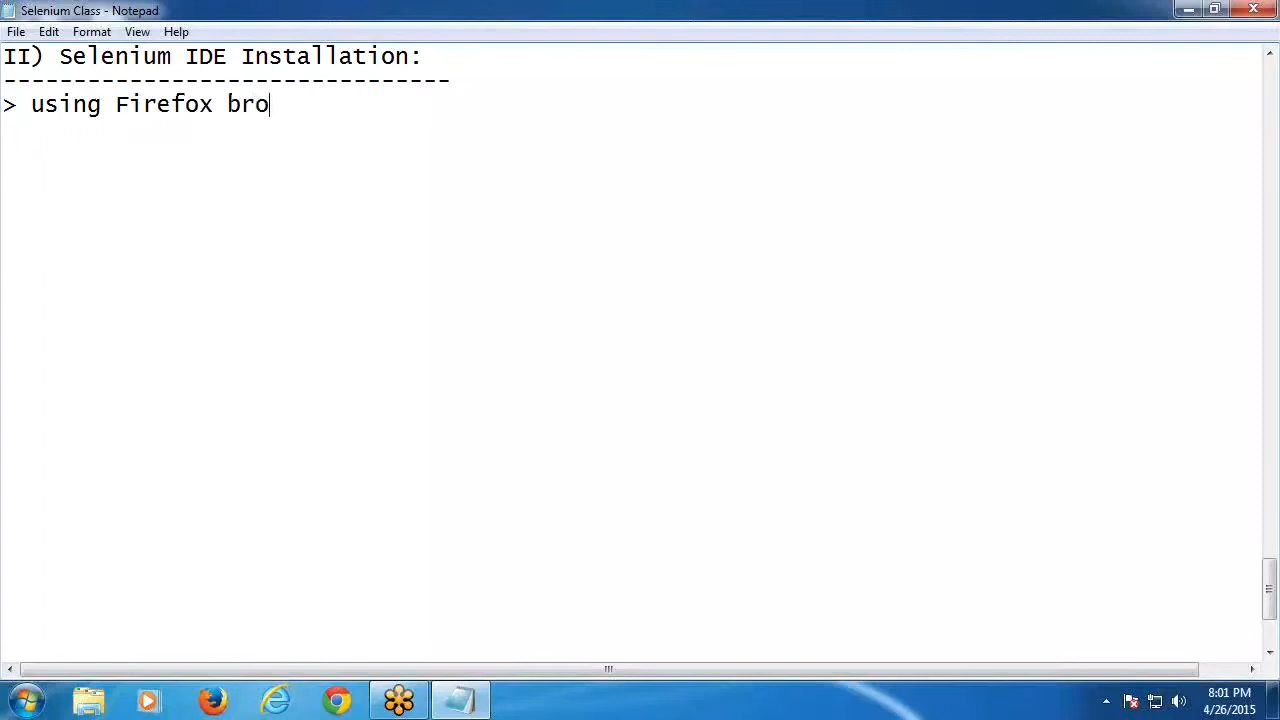 Selenium Class - Notepad
File Edit Format View Help
II) Selenium IDE Installation:
--------------------------------
> using Firefox bro
8:01 PM
4/26/2015